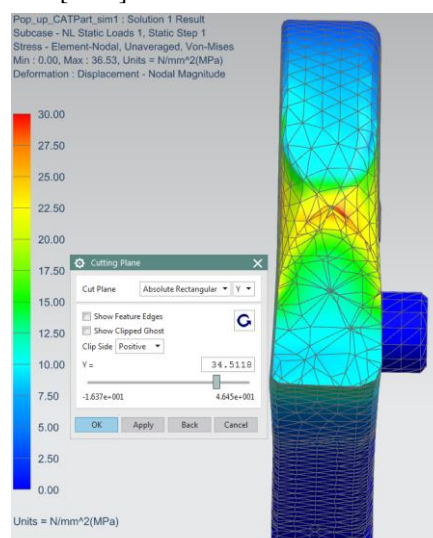 Pop_up_CATPart_sim1 : Solution 1 Result
Subcase - NL Static Loads 1, Static Step 1
Stress - Element-Nodal, Unaveraged, Von-Mises
Min : 0.00, Max : 36.53, Units = N/mm^2(MPa)
Deformation : Displacement - Nodal Magnitude
30.00
27.50
25.00
22.50
20.00
17.50
15.00
12.50
10.00
7.50
5.00
2.50
0.00
Units = N/mm^2(MPa)
Cutting Plane
Cut Plane Absolute Rectangular Y
Show Feature Edges
Show Clipped Ghost
Clip Side Positive
Y = 34.5118
-1.637e+001 4.645e+001
OK Apply Back Cancel